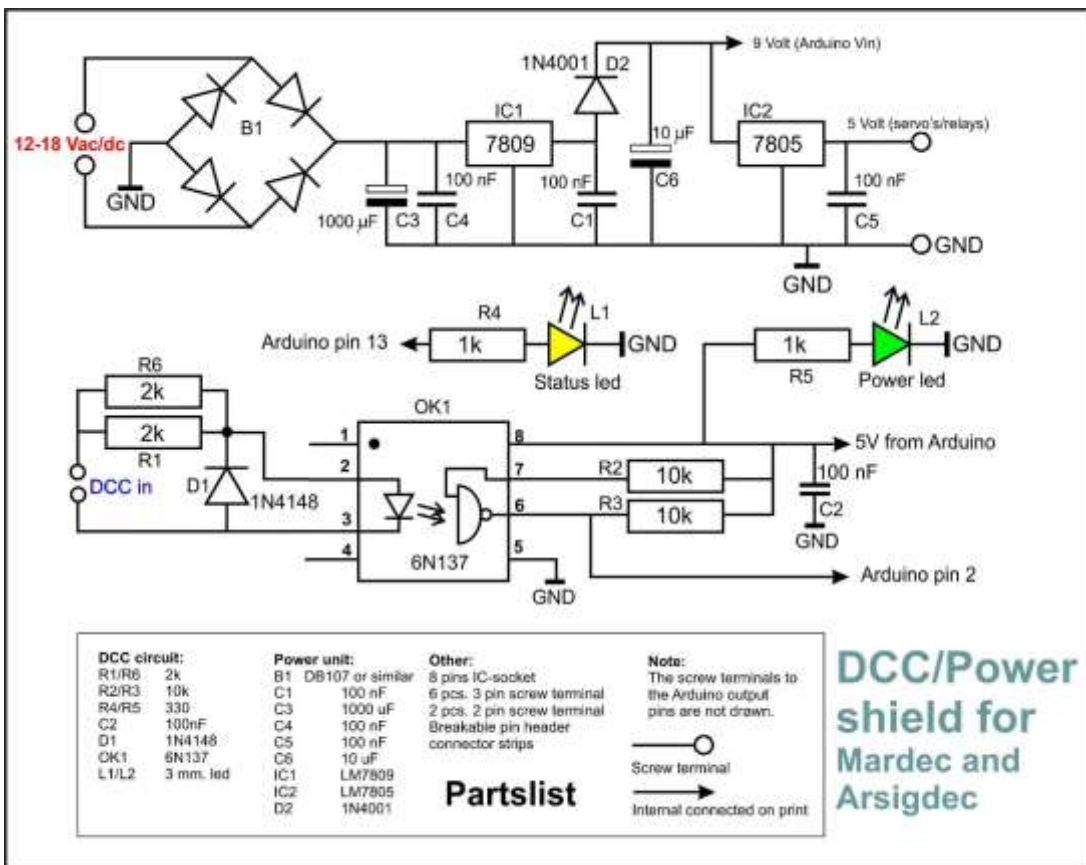 9 Volt (Arduino Vin)
1N4001 D2
12-18 Vac/dc
B1
GND
IC1
7809
10 µF
C6
IC2
7805
5 Volt (servo's/relays)
1000 µF C3
100 nF
C4
100 nF
C1
100 nF
C5
GND
GND
Arduino pin 13
R4
1k
L1
Status led
GND
1k
R5
L2
Power led
GND
R6
2k
2k
R1
DCC in
D1
1N4148
OK1
1
2
3
4
8
7
6
5
6N137
GND
R2
10k
R3
10k
5V from Arduino
100 nF
C2
GND
Arduino pin 2
DCC circuit:
R1/R6 2k
R2/R3 10k
R4/R5 330
C2 100nF
D1 1N4148
OK1 6N137
L1/L2 3 mm. led
Power unit:
B1 DB107 or similar
C1 100 nF
C3 1000 uF
C4 100 nF
C5 100 nF
C6 10 uF
IC1 LM7809
IC2 LM7805
D2 1N4001
Other:
8 pins IC-socket
6 pcs. 3 pin screw terminal
2 pcs. 2 pin screw terminal
Breakable pin header
connector strips
Partslist
Note:
The screw terminals to
the Arduino output
pins are not drawn.
Screw terminal
Internal connected on print
DCC/Power
shield for
Mardec and
Arsigdec